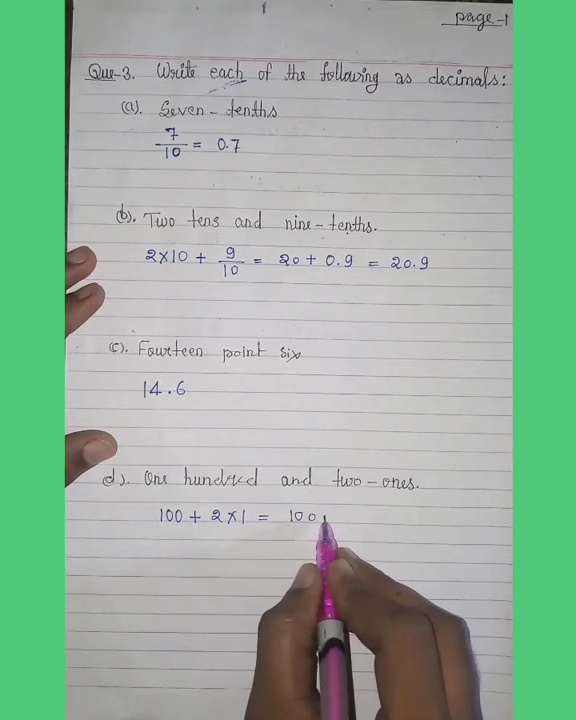 page-1
Que-3. Write each of the following as decimals:
(a). Seven-tenths
7/10 = 0.7
(b). Two tens and nine-tenths.
2×10 + 9/10 = 20 + 0.9 = 20.9
(c). Fourteen point six
14.6
(d). One hundred and two-ones.
100 + 2×1 = 100